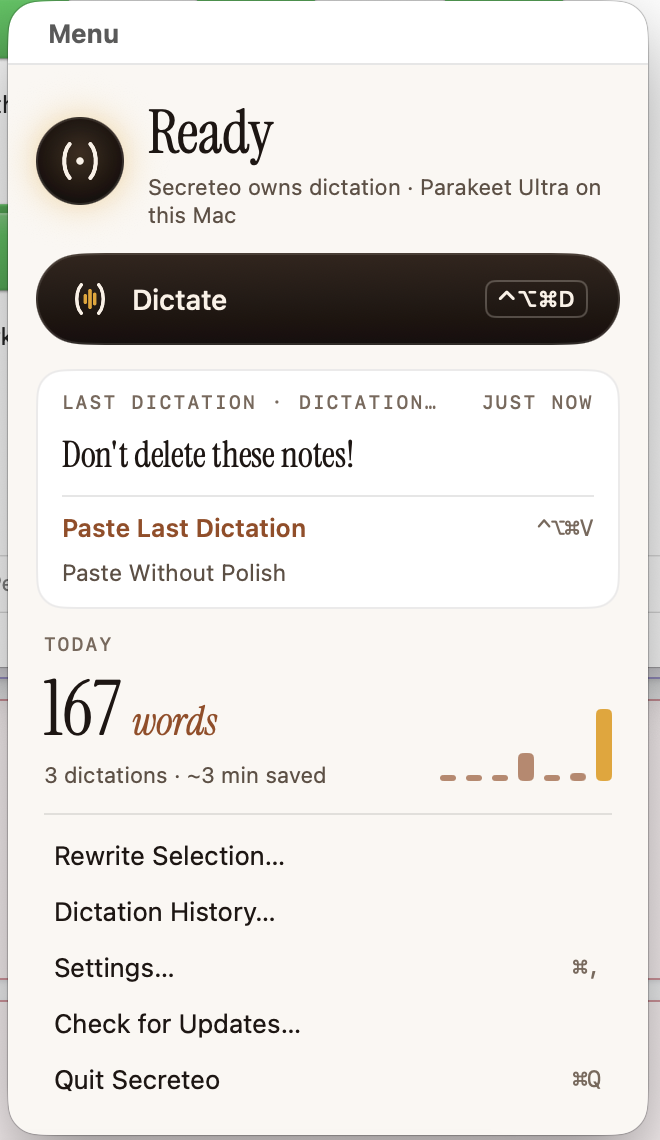 Menu
Ready
Secreteo owns dictation · Parakeet Ultra on
this Mac
Dictate ^⌥⌘D
LAST DICTATION · DICTATION… JUST NOW
Don't delete these notes!
Paste Last Dictation ^⌥⌘V
Paste Without Polish
TODAY
167 words
3 dictations · ~3 min saved
Rewrite Selection...
Dictation History...
Settings... ⌘,
Check for Updates...
Quit Secreteo ⌘Q